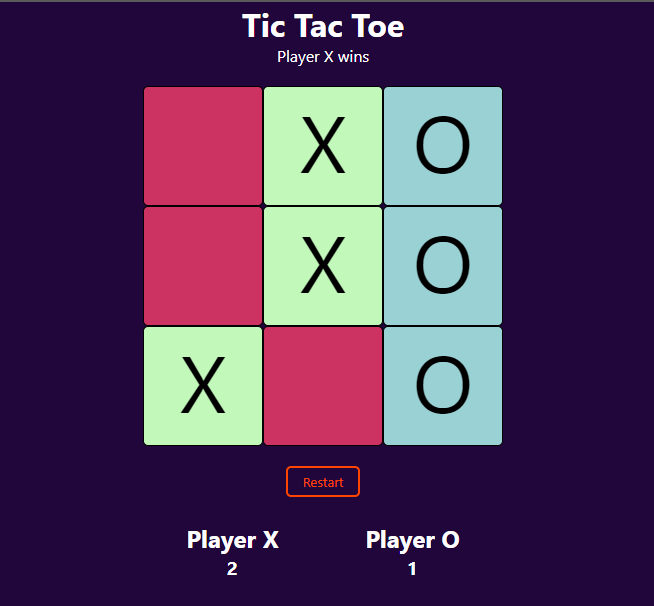 Tic Tac Toe
Player X wins
X O
X O
X O
Restart
Player X Player O
2 1